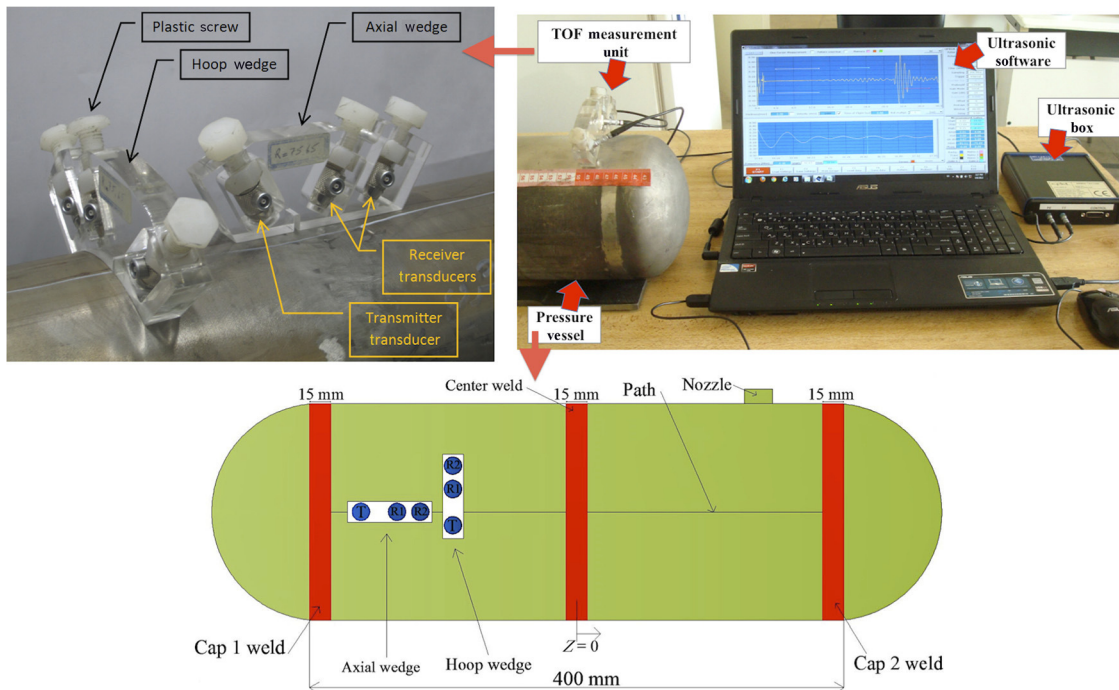 Plastic screw
Axial wedge
Hoop wedge
Receiver
transducers
Transmitter
transducer
TOF measurement
unit
Ultrasonic
software
Ultrasonic
box
Pressure
vessel
ASUS
Center weld
15 mm
15 mm
15 mm
Path
Nozzle
R2
R1
T
R1
R2
T
Cap 1 weld
Axial wedge
Hoop wedge
Z = 0
Cap 2 weld
400 mm